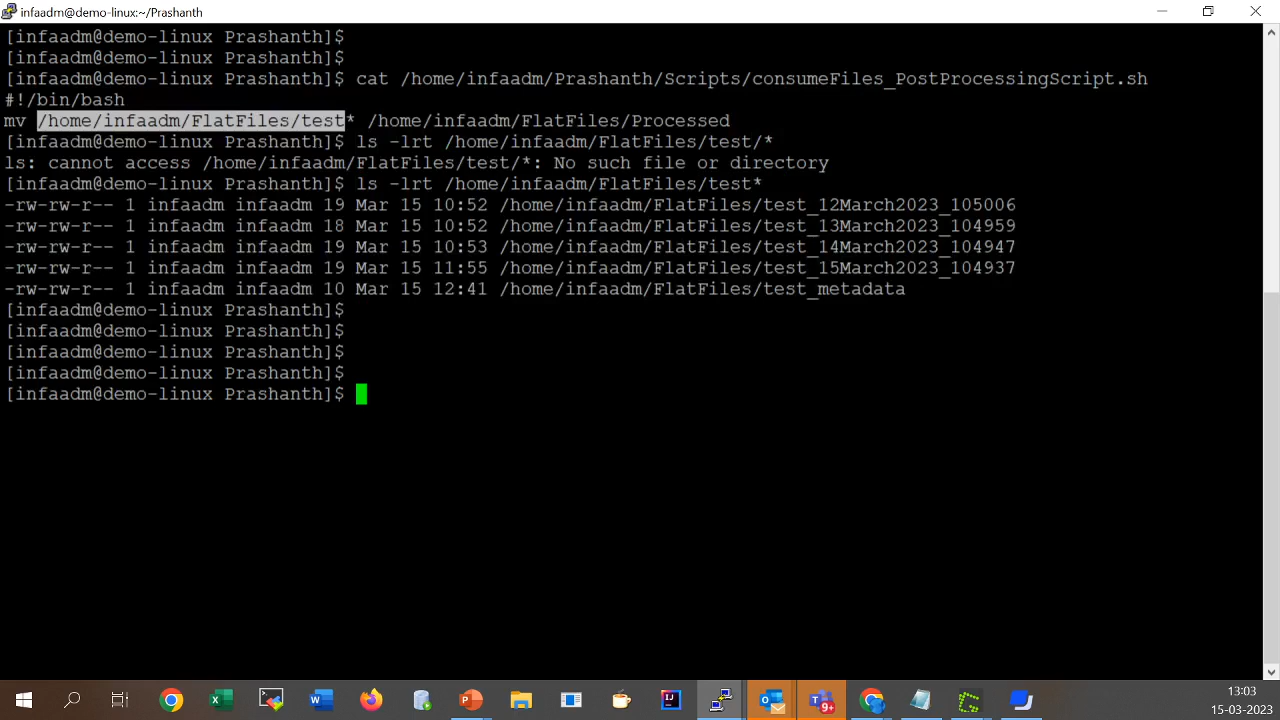 infaadm@demo-linux:~/Prashanth
[infaadm@demo-linux Prashanth]$
[infaadm@demo-linux Prashanth]$
[infaadm@demo-linux Prashanth]$ cat /home/infaadm/Prashanth/Scripts/consumeFiles_PostProcessingScript.sh
#!/bin/bash
mv /home/infaadm/FlatFiles/test* /home/infaadm/FlatFiles/Processed
[infaadm@demo-linux Prashanth]$ ls -lrt /home/infaadm/FlatFiles/test/*
ls: cannot access /home/infaadm/FlatFiles/test/*: No such file or directory
[infaadm@demo-linux Prashanth]$ ls -lrt /home/infaadm/FlatFiles/test*
-rw-rw-r-- 1 infaadm infaadm 19 Mar 15 10:52 /home/infaadm/FlatFiles/test_12March2023_105006
-rw-rw-r-- 1 infaadm infaadm 18 Mar 15 10:52 /home/infaadm/FlatFiles/test_13March2023_104959
-rw-rw-r-- 1 infaadm infaadm 19 Mar 15 10:53 /home/infaadm/FlatFiles/test_14March2023_104947
-rw-rw-r-- 1 infaadm infaadm 19 Mar 15 11:55 /home/infaadm/FlatFiles/test_15March2023_104937
-rw-rw-r-- 1 infaadm infaadm 10 Mar 15 12:41 /home/infaadm/FlatFiles/test_metadata
[infaadm@demo-linux Prashanth]$
[infaadm@demo-linux Prashanth]$
[infaadm@demo-linux Prashanth]$
[infaadm@demo-linux Prashanth]$
[infaadm@demo-linux Prashanth]$
9+
13:03
15-03-2023